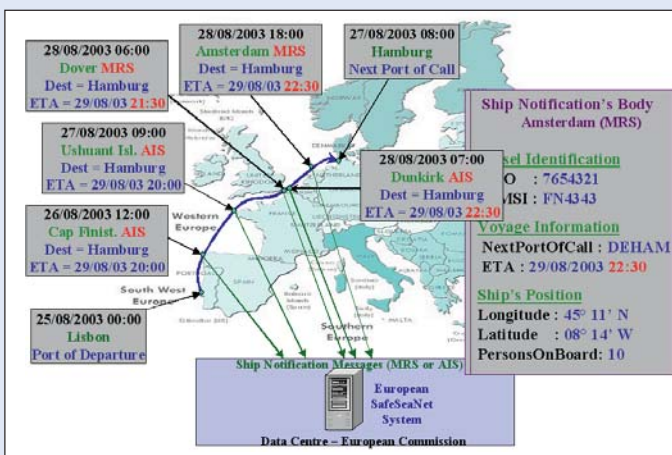 28/08/2003 06:00
Dover MRS
Dest = Hamburg
ETA = 29/08/03 21:30
28/08/2003 18:00
Amsterdam MRS
Dest = Hamburg
ETA = 29/08/03 22:30
27/08/2003 08:00
Hamburg
Next Port of Call
27/08/2003 09:00
Ushuant Isl. AIS
Dest = Hamburg
ETA = 29/08/03 20:00
28/08/2003 07:00
Dunkirk AIS
Dest = Hamburg
ETA = 29/08/03 22:30
26/08/2003 12:00
Cap Finist. AIS
Dest = Hamburg
ETA = 29/08/03 20:00
25/08/2003 00:00
Lisbon
Port of Departure
Western
Europe
South West
Europe
Southern
Europe
PORTUGAL
SPAIN
FRANCE
Ship Notification's Body
Amsterdam (MRS)
sel Identification
O : 7654321
MSI : FN4343
Voyage Information
NextPortOfCall : DEHAM
ETA : 29/08/2003 22:30
Ship's Position
Longitude : 45° 11' N
Latitude : 08° 14' W
PersonsOnBoard: 10
Ship Notification Messages (MRS or AIS)
European
SafeSeaNet
System
Data Centre – European Commission